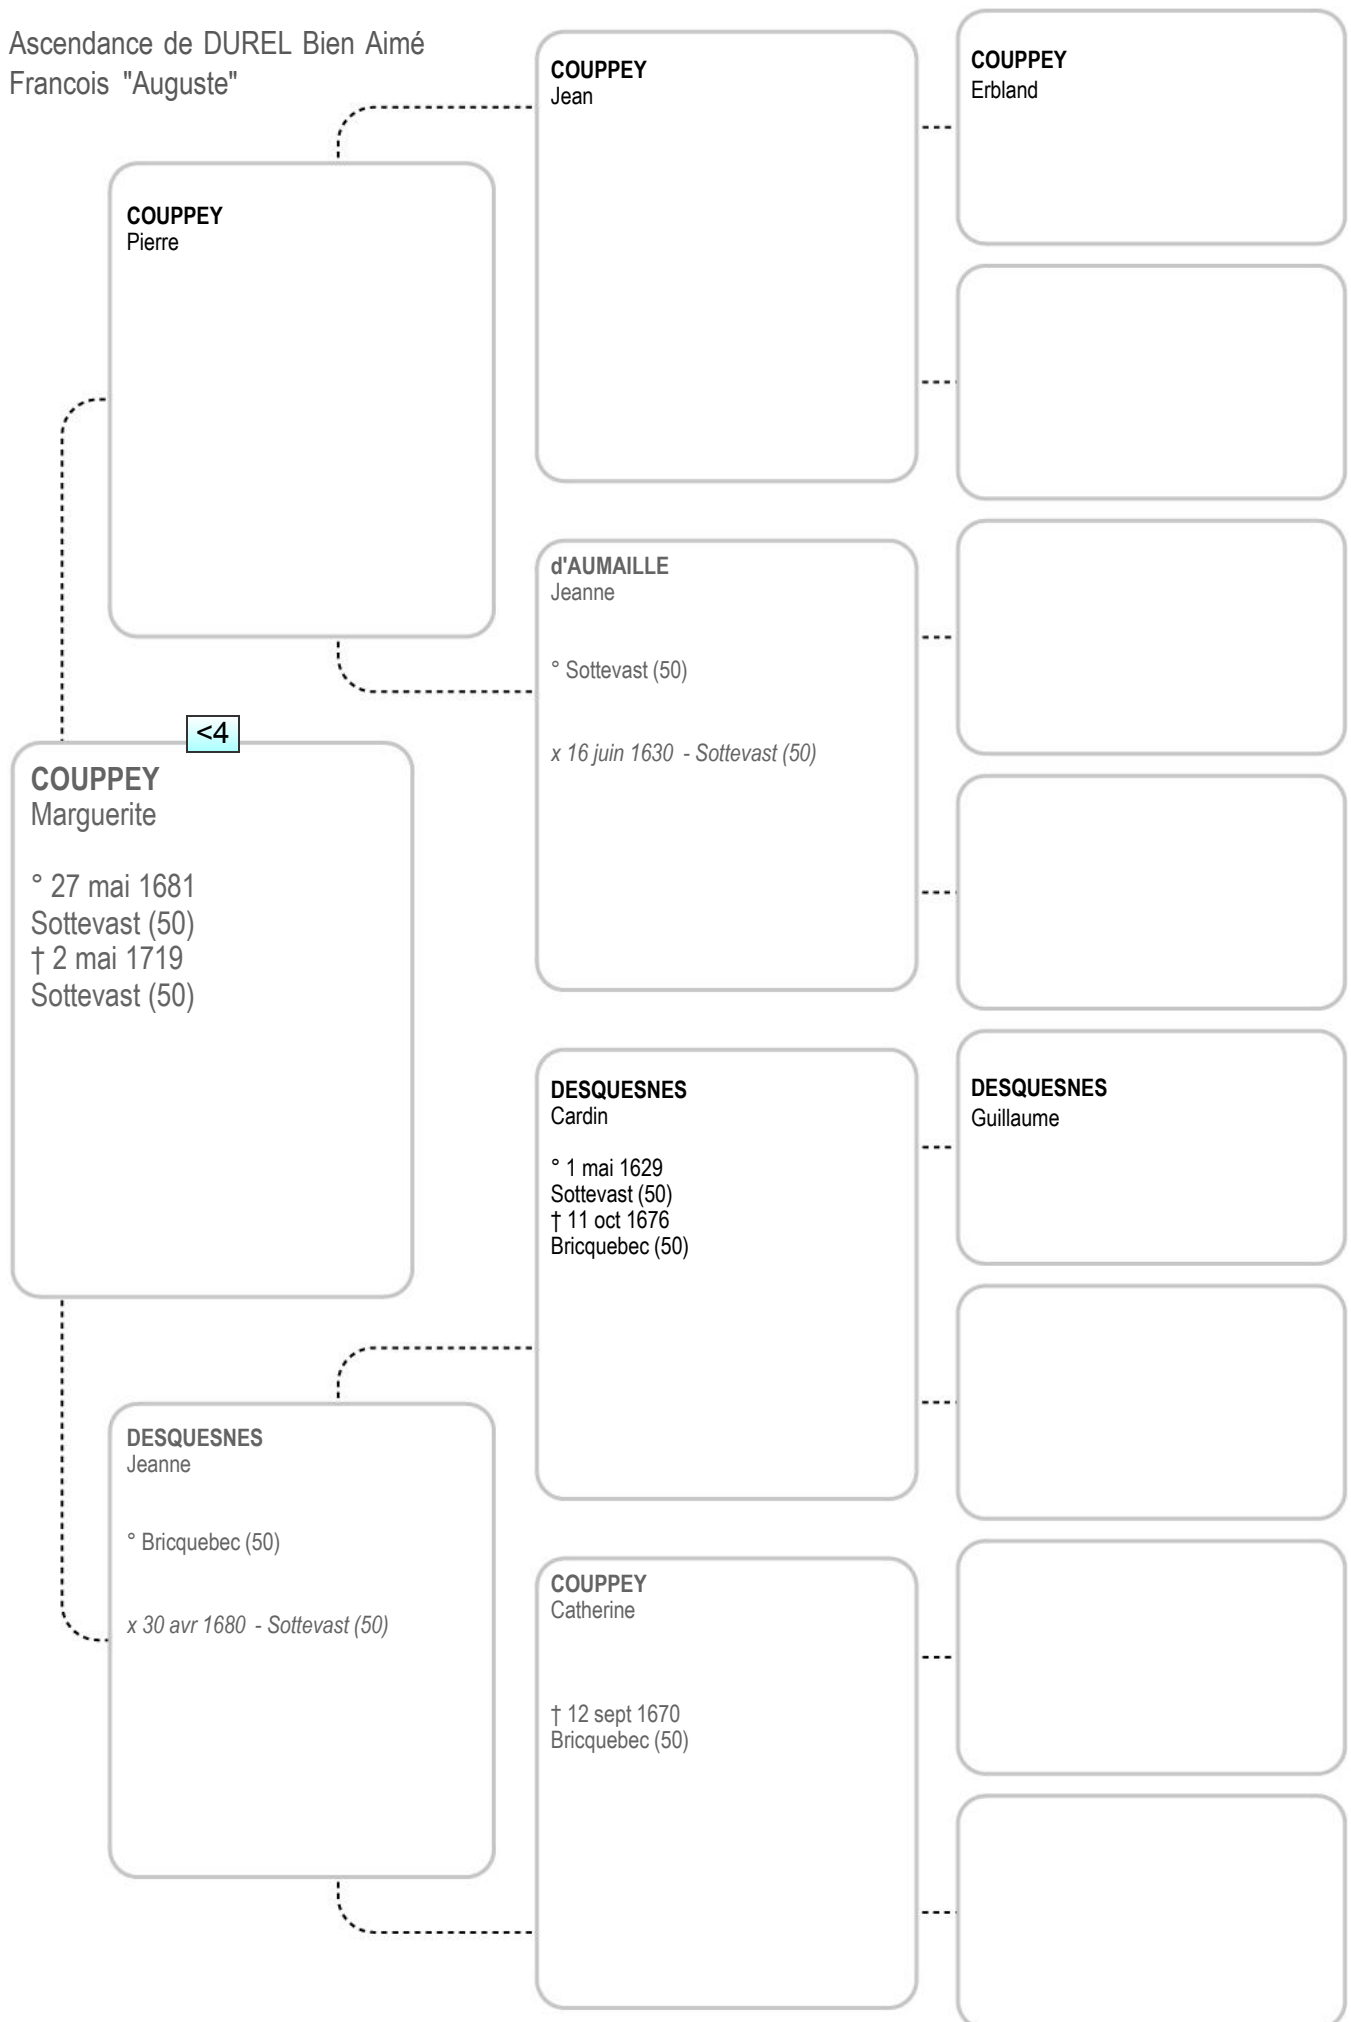 Ascendance de DUREL Bien Aimé
Francois "Auguste"
COUPPEY
Pierre
<4
COUPPEY
Marguerite
° 27 mai 1681
Sottevast (50)
† 2 mai 1719
Sottevast (50)
DESQUESNES
Jeanne
° Bricquebec (50)
x 30 avr 1680 - Sottevast (50)
COUPPEY
Jean
d'AUMAILLE
Jeanne
° Sottevast (50)
x 16 juin 1630 - Sottevast (50)
DESQUESNES
Cardin
° 1 mai 1629
Sottevast (50)
† 11 oct 1676
Bricquebec (50)
COUPPEY
Catherine
† 12 sept 1670
Bricquebec (50)
COUPPEY
Erbland
DESQUESNES
Guillaume